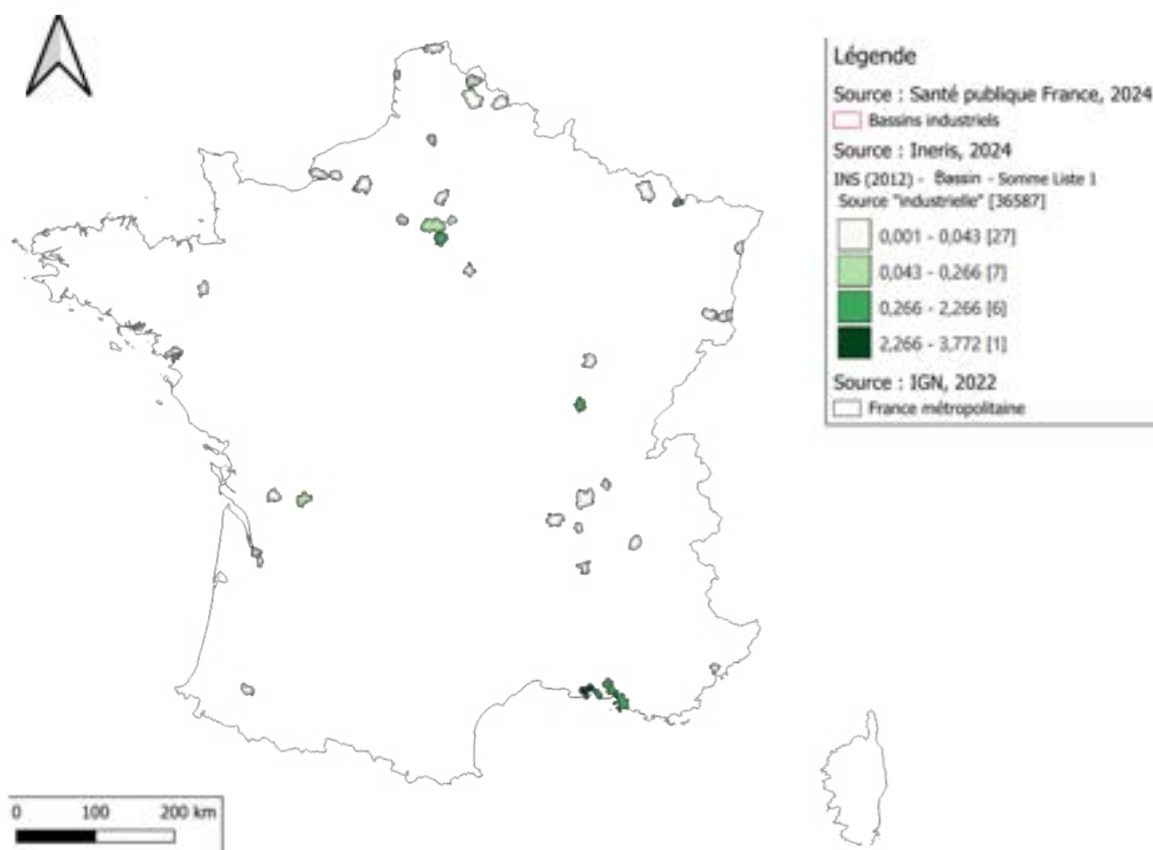 Légende
Source : Santé publique France, 2024
Bassins industriels
Source : Ineris, 2024
INS (2012) - Bassin - Somme Liste 1
Source "industrielle" [36587]
0,001 - 0,043 [27]
0,043 - 0,266 [7]
0,266 - 2,266 [6]
2,266 - 3,772 [1]
Source : IGN, 2022
France métropolitaine
0 100 200 km